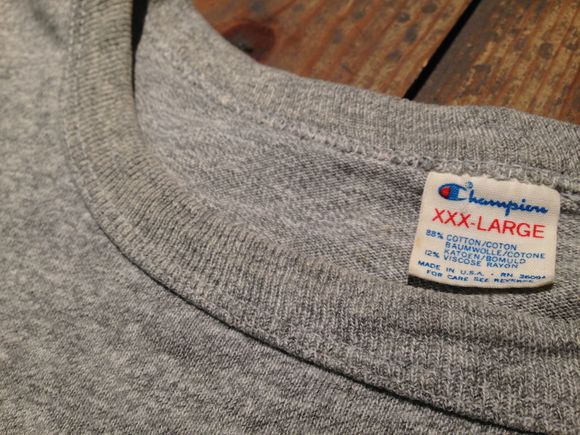 Champion
XXX-LARGE
88% COTTON/COTON
BAUMWOLLE/COTONE
KATOEN/BOMULD
12% VISCOSE RAYON
MADE IN U.S.A. - RN 26094
FOR CARE SEE REVERSE